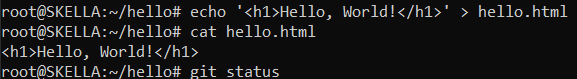 root@SKELLA:~/hello# echo '<h1>Hello, World!</h1>' > hello.html
root@SKELLA:~/hello# cat hello.html
<h1>Hello, World!</h1>
root@SKELLA:~/hello# git status